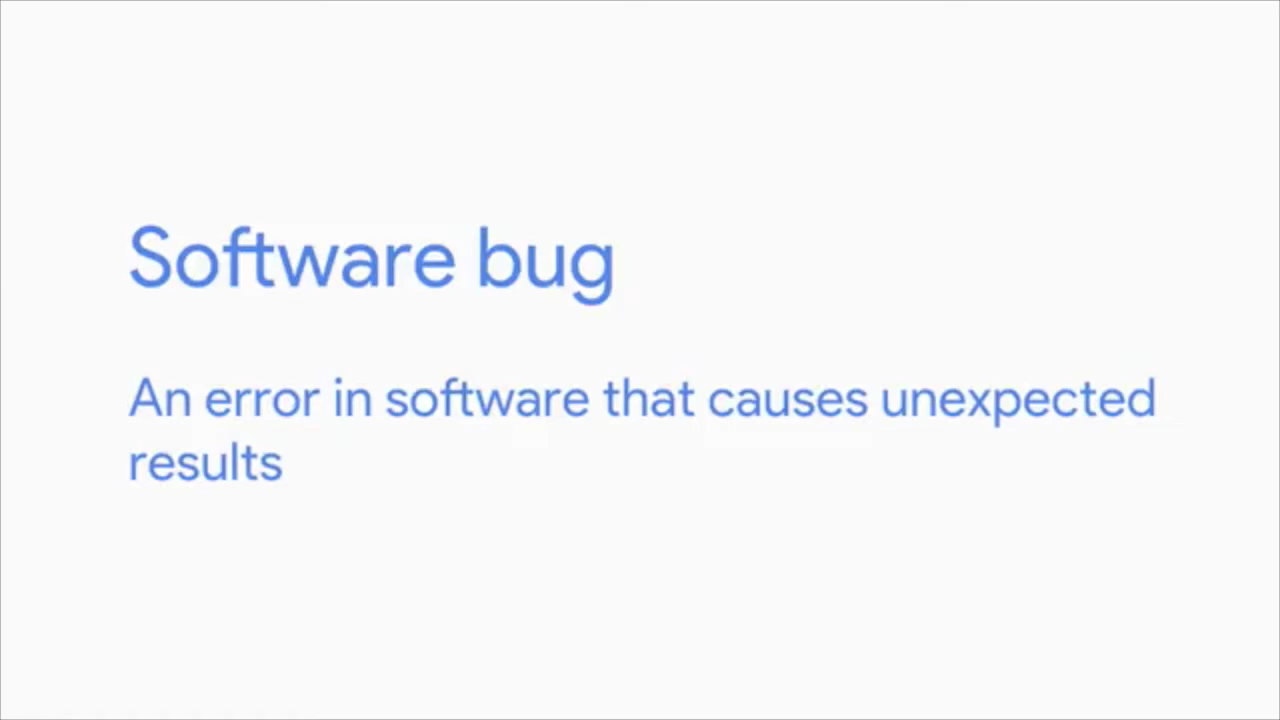 Software bug
An error in software that causes unexpected
results